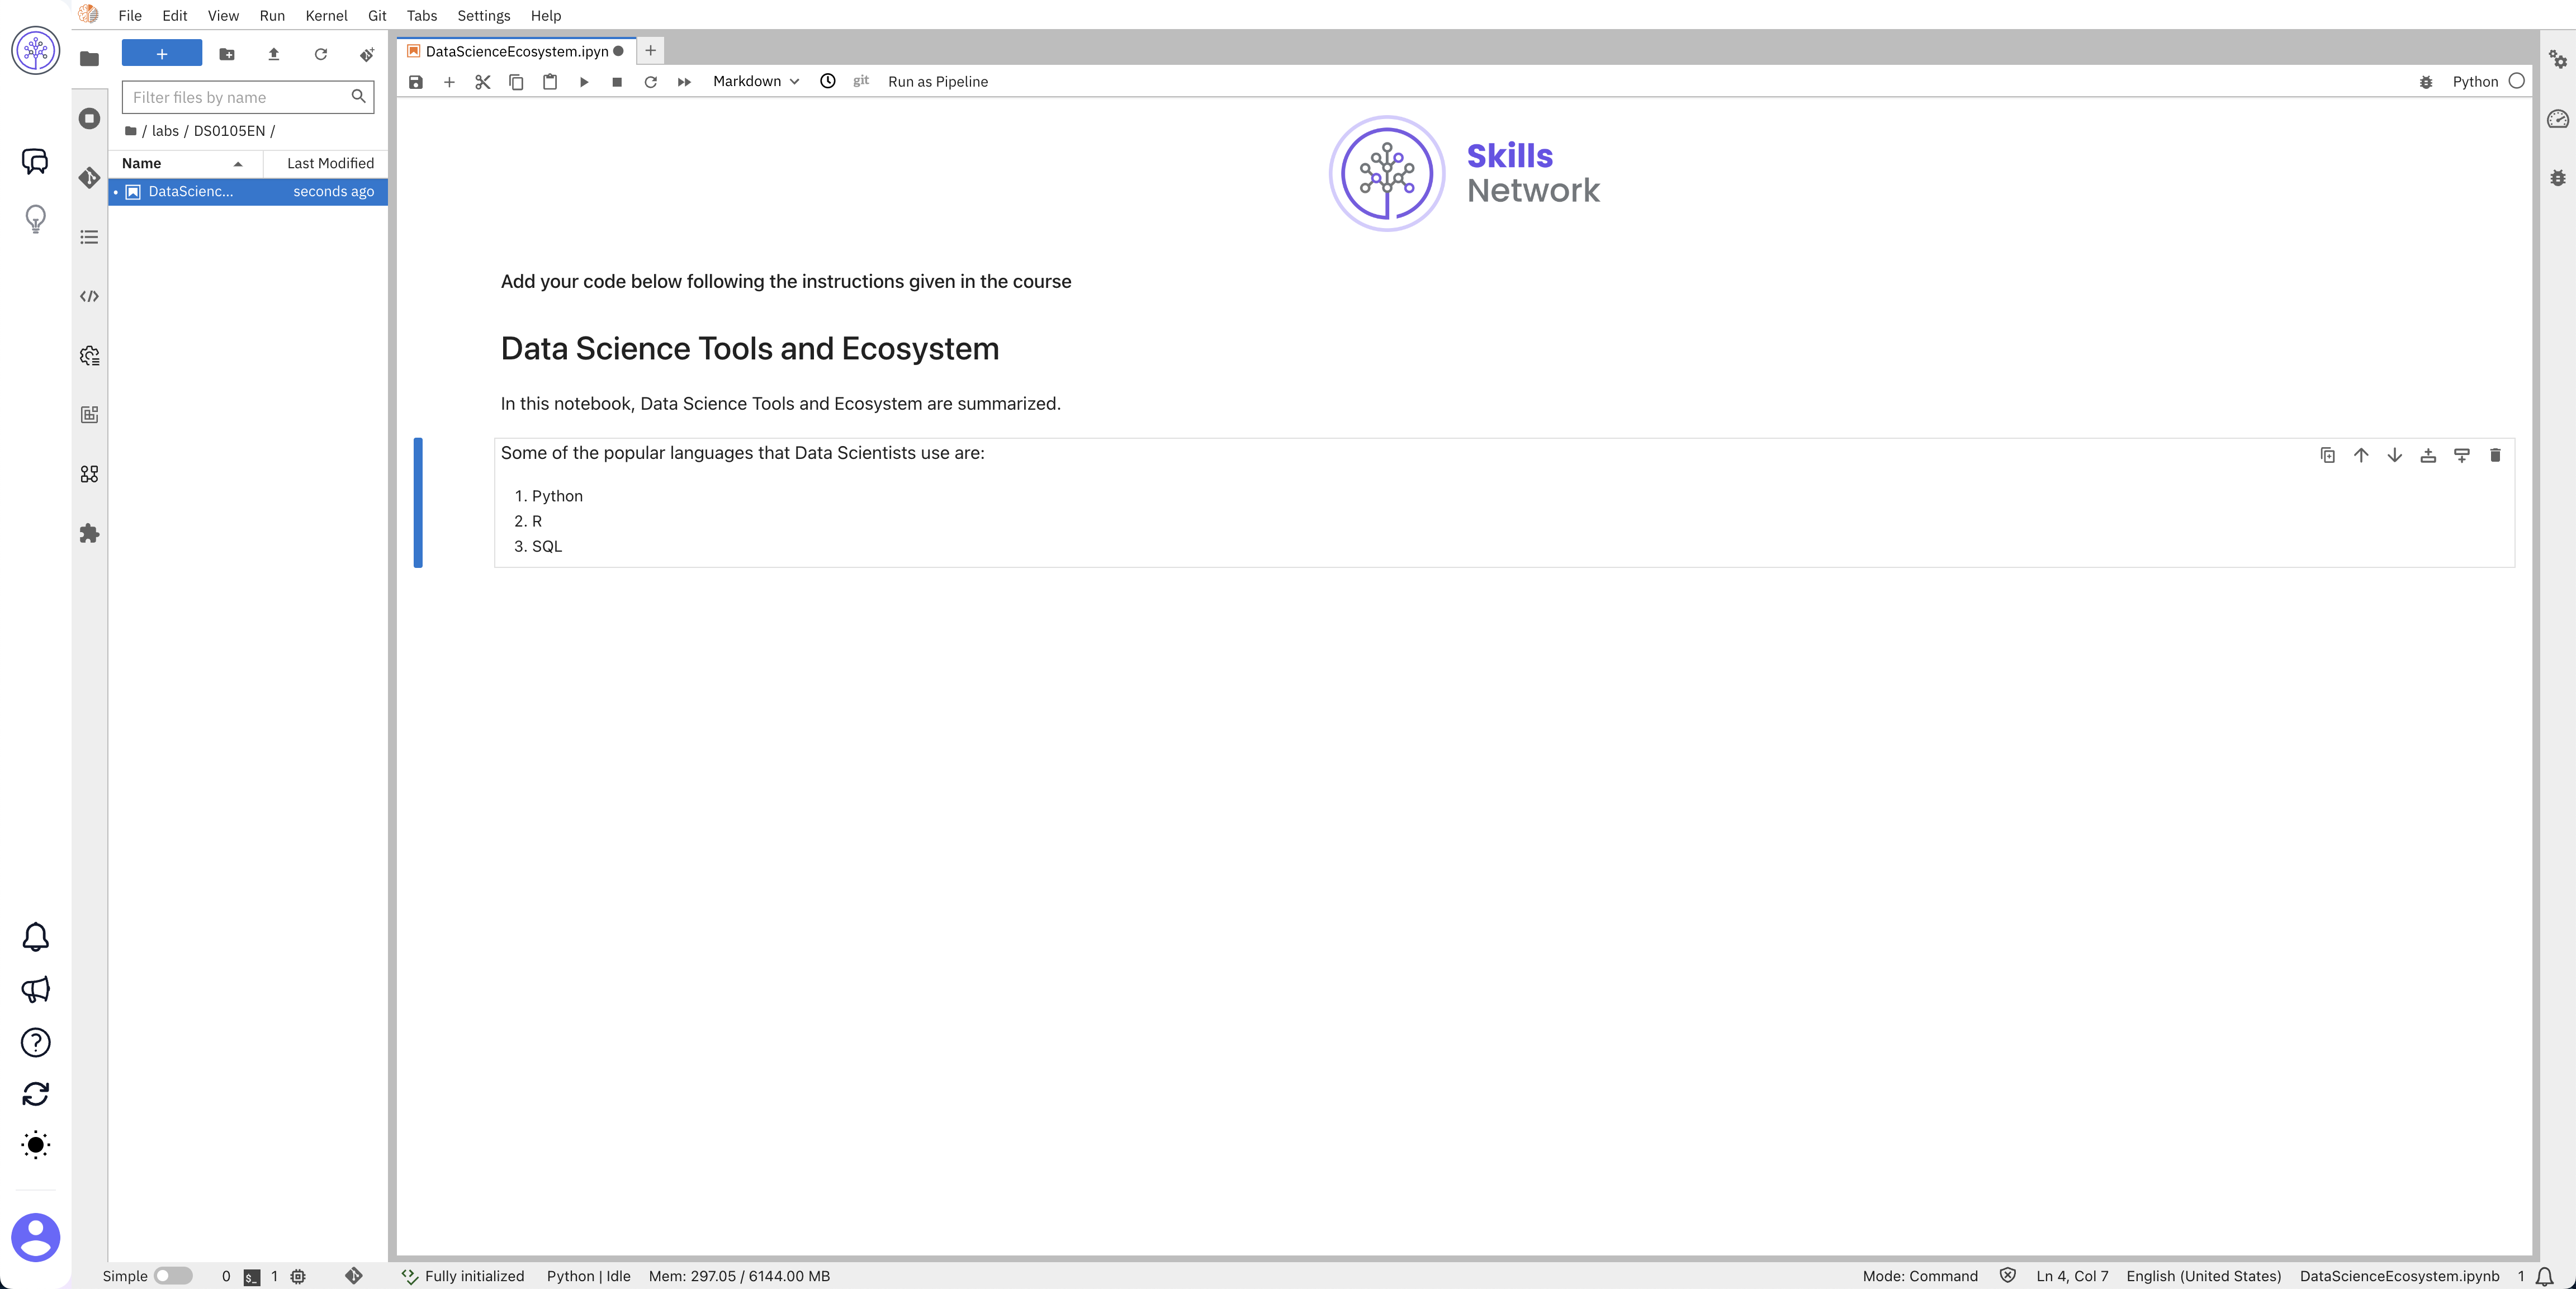 File Edit View Run Kernel Git Tabs Settings Help
+
Filter files by name
/ labs / DS0105EN /
Name Last Modified
DataScienc... seconds ago
DataScienceEcosystem.ipyn
Markdown git Run as Pipeline Python
Skills
Network
Add your code below following the instructions given in the course
Data Science Tools and Ecosystem
In this notebook, Data Science Tools and Ecosystem are summarized.
Some of the popular languages that Data Scientists use are:
1. Python
2. R
3. SQL
Simple 0 $_ 1 Fully initialized Python | Idle Mem: 297.05 / 6144.00 MB Mode: Command Ln 4, Col 7 English (United States) DataScienceEcosystem.ipynb 1